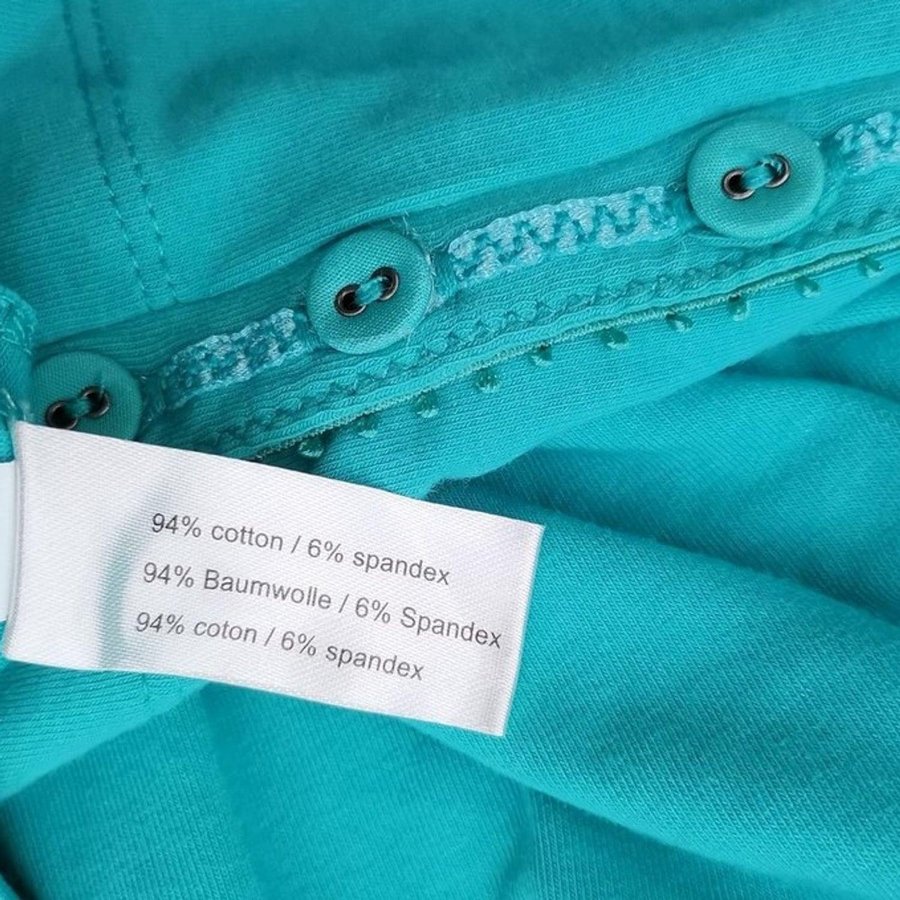 94% cotton / 6% spandex
94% Baumwolle / 6% Spandex
94% coton / 6% spandex